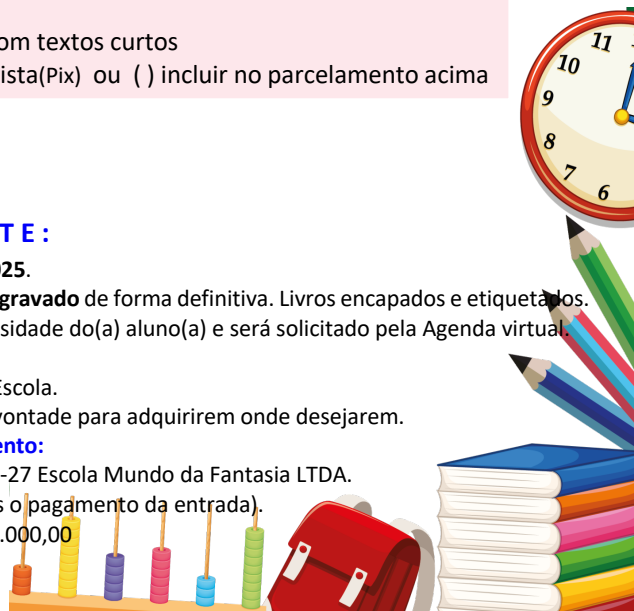 om textos curtos
ista(Pix) ou ( ) incluir no parcelamento acima
11
10
9
8
7
6
T E :
025.
gravado de forma definitiva. Livros encapados e etiquetados.
sidade do(a) aluno(a) e será solicitado pela Agenda virtual.
Escola.
vontade para adquirirem onde desejarem.
ento:
-27 Escola Mundo da Fantasia LTDA.
s o pagamento da entrada).
.000,00